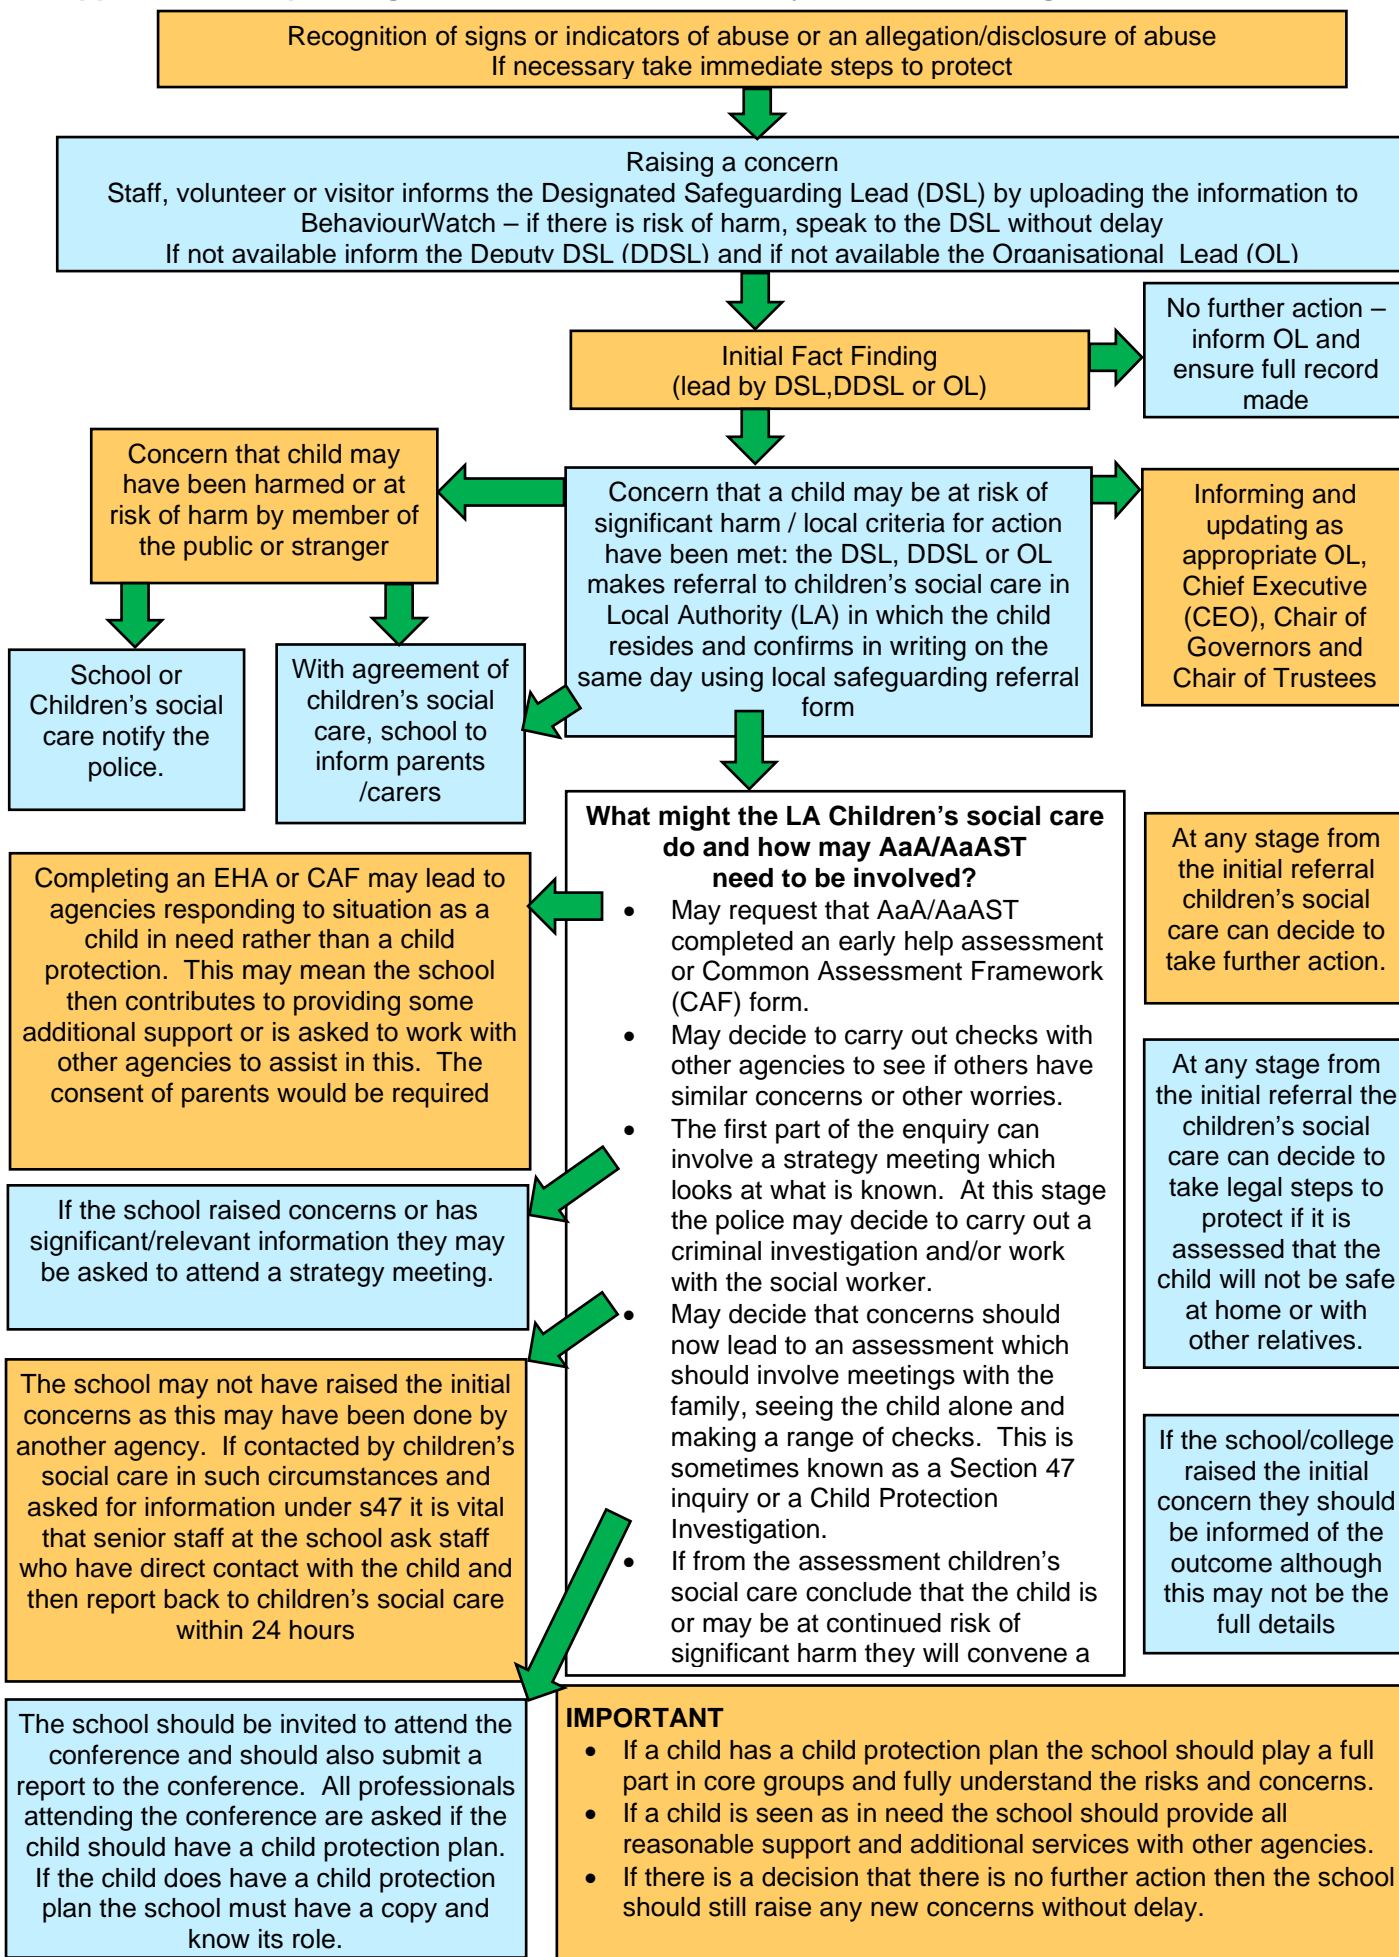 Recognition of signs or indicators of abuse or an allegation/disclosure of abuse
If necessary take immediate steps to protect
Raising a concern
Staff, volunteer or visitor informs the Designated Safeguarding Lead (DSL) by uploading the information to
BehaviourWatch – if there is risk of harm, speak to the DSL without delay
If not available inform the Deputy DSL (DDSL) and if not available the Organisational Lead (OL)
Initial Fact Finding
(lead by DSL,DDSL or OL)
No further action –
inform OL and
ensure full record
made
Concern that child may
have been harmed or at
risk of harm by member of
the public or stranger
Concern that a child may be at risk of
significant harm / local criteria for action
have been met: the DSL, DDSL or OL
makes referral to children’s social care in
Local Authority (LA) in which the child
resides and confirms in writing on the
same day using local safeguarding referral
form
Informing and
updating as
appropriate OL,
Chief Executive
(CEO), Chair of
Governors and
Chair of Trustees
School or
Children’s social
care notify the
police.
With agreement of
children’s social
care, school to
inform parents
/carers
What might the LA Children’s social care
do and how may AaA/AaAST
need to be involved?
• May request that AaA/AaAST
completed an early help assessment
or Common Assessment Framework
(CAF) form.
• May decide to carry out checks with
other agencies to see if others have
similar concerns or other worries.
• The first part of the enquiry can
involve a strategy meeting which
looks at what is known. At this stage
the police may decide to carry out a
criminal investigation and/or work
with the social worker.
• May decide that concerns should
now lead to an assessment which
should involve meetings with the
family, seeing the child alone and
making a range of checks. This is
sometimes known as a Section 47
inquiry or a Child Protection
Investigation.
• If from the assessment children’s
social care conclude that the child is
or may be at continued risk of
significant harm they will convene a
Completing an EHA or CAF may lead to
agencies responding to situation as a
child in need rather than a child
protection. This may mean the school
then contributes to providing some
additional support or is asked to work with
other agencies to assist in this. The
consent of parents would be required
If the school raised concerns or has
significant/relevant information they may
be asked to attend a strategy meeting.
The school may not have raised the initial
concerns as this may have been done by
another agency. If contacted by children’s
social care in such circumstances and
asked for information under s47 it is vital
that senior staff at the school ask staff
who have direct contact with the child and
then report back to children’s social care
within 24 hours
The school should be invited to attend the
conference and should also submit a
report to the conference. All professionals
attending the conference are asked if the
child should have a child protection plan.
If the child does have a child protection
plan the school must have a copy and
know its role.
At any stage from
the initial referral
children’s social
care can decide to
take further action.
At any stage from
the initial referral the
children’s social
care can decide to
take legal steps to
protect if it is
assessed that the
child will not be safe
at home or with
other relatives.
If the school/college
raised the initial
concern they should
be informed of the
outcome although
this may not be the
full details
IMPORTANT
• If a child has a child protection plan the school should play a full
part in core groups and fully understand the risks and concerns.
• If a child is seen as in need the school should provide all
reasonable support and additional services with other agencies.
• If there is a decision that there is no further action then the school
should still raise any new concerns without delay.